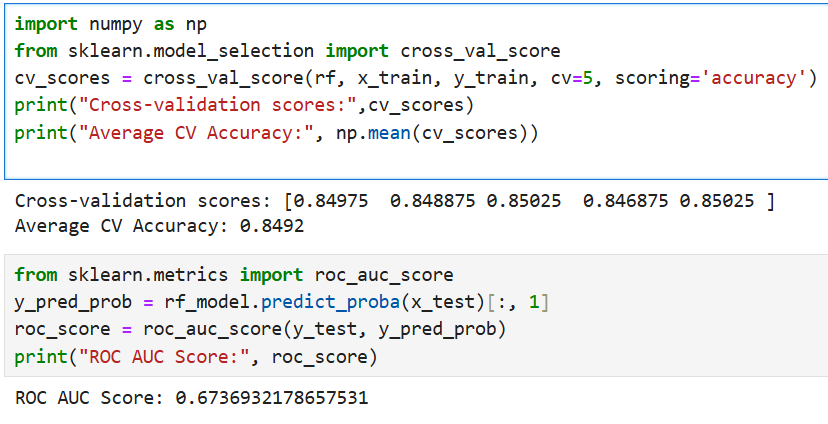 import numpy as np
from sklearn.model_selection import cross_val_score
cv_scores = cross_val_score(rf, x_train, y_train, cv=5, scoring='accuracy')
print("Cross-validation scores:",cv_scores)
print("Average CV Accuracy:", np.mean(cv_scores))
Cross-validation scores: [0.84975  0.848875 0.85025  0.846875 0.85025 ]
Average CV Accuracy: 0.8492
from sklearn.metrics import roc_auc_score
y_pred_prob = rf_model.predict_proba(x_test)[:, 1]
roc_score = roc_auc_score(y_test, y_pred_prob)
print("ROC AUC Score:", roc_score)
ROC AUC Score: 0.6736932178657531